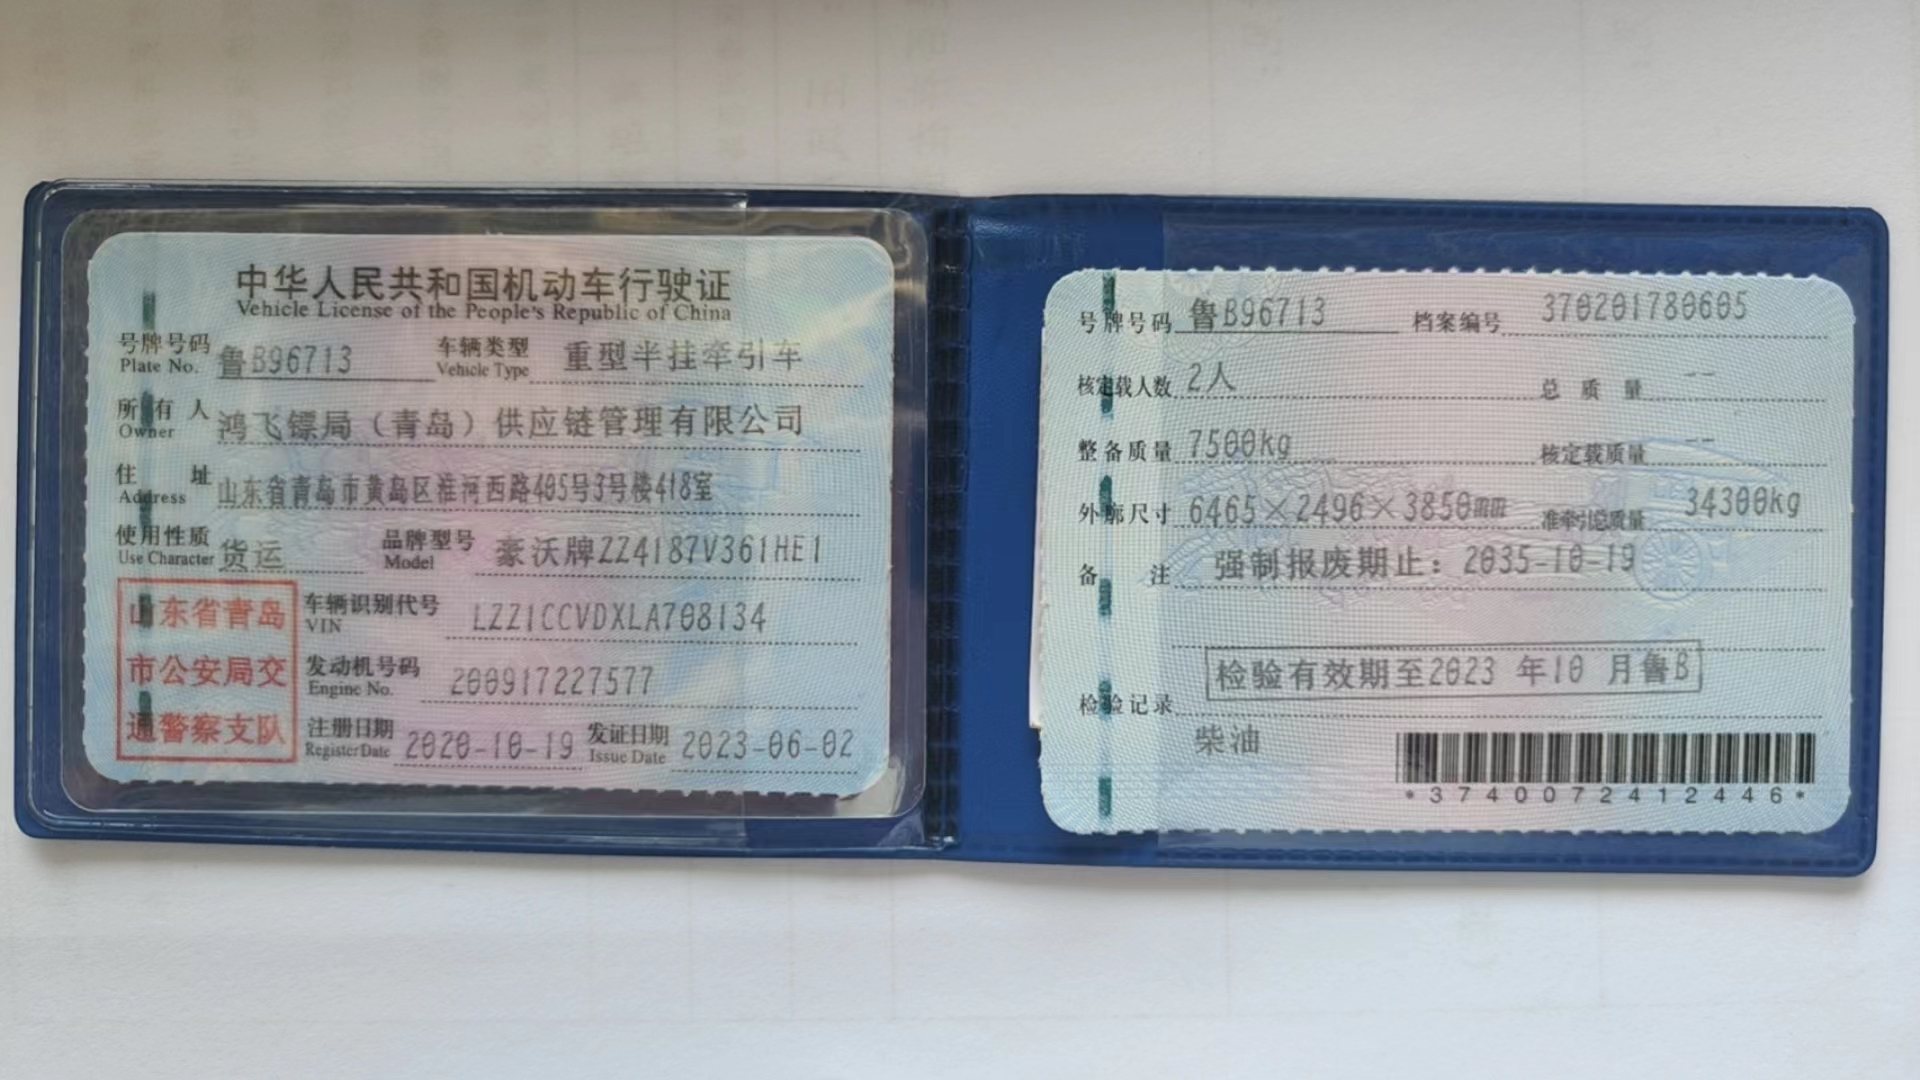 中华人民共和国机动车行驶证
Vehicle License of the People's Republic of China
号牌号码 鲁B96713 车辆类型 重型半挂牵引车
Plate No. Vehicle Type
所有人 鸿飞镖局（青岛）供应链管理有限公司
Owner
住址 山东省青岛市黄岛区淮河西路405号3号楼418室
Address
使用性质 货运 品牌型号 豪沃牌ZZ4187V361HE1
Use Character Model
山东省青岛
市公安局交
通警察支队
车辆识别代号 LZZ1CCVDXLA708134
VIN
发动机号码 200917227577
Engine No.
注册日期 2020-10-19 发证日期 2023-06-02
Register Date Issue Date
号牌号码 鲁B96713 档案编号 370201780605
核定载人数 2人 总质量 --
整备质量 7500kg 核定载质量 --
外廓尺寸 6465×2496×3850mm 准牵引总质量 34300kg
备注 强制报废期止：2035-10-19
检验有效期至2023 年10 月鲁B
检验记录
柴油
*3740072412446*